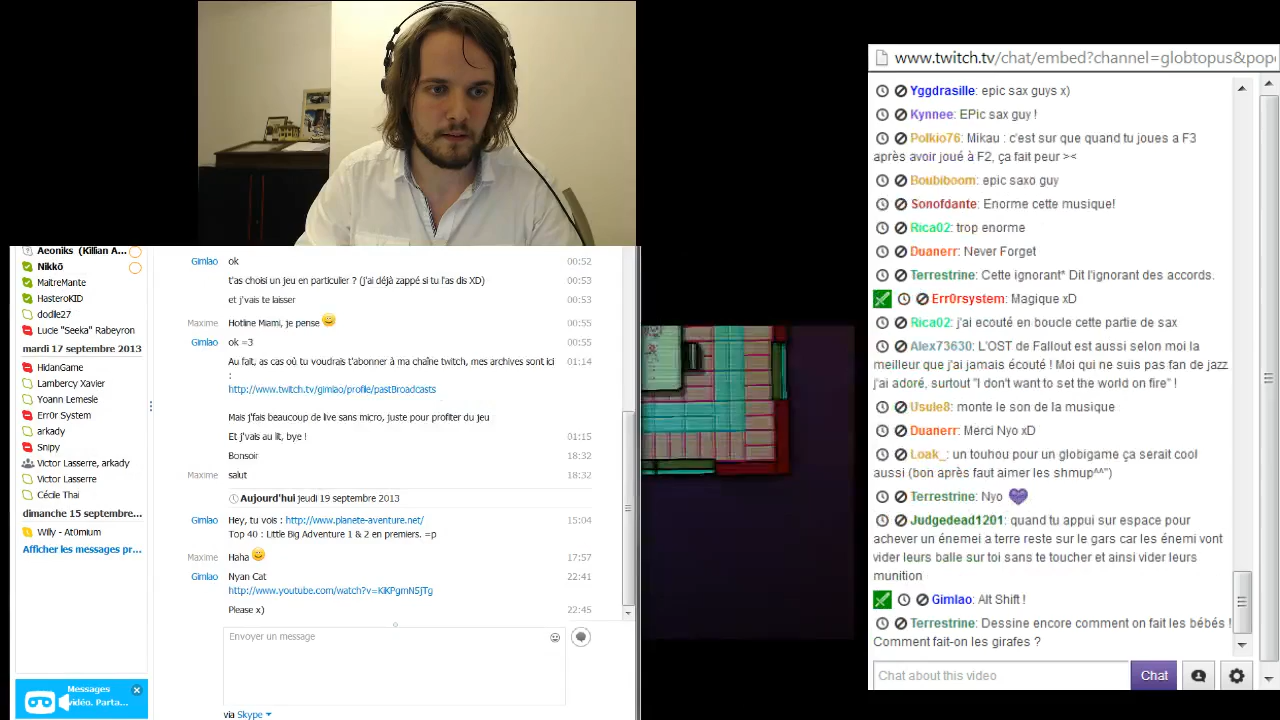 Aeoniks (Killian A...
Nikkō
MaitreMante
HasteroKID
dodile27
Lucie "Seeka" Rabeyron
mardi 17 septembre 2013
HidanGame
Lambercy Xavier
Yoann Lemesle
Err0r System
arkady
Snipy
Victor Lasserre, arkady
Victor Lasserre
Cécile Thai
dimanche 15 septembre...
Willy - At0mium
Afficher les messages pr...
Messages
vidéo. Parta...
Gimlao ok 00:52
t'as choisi un jeu en particulier ? (j'ai déjà zappé si tu l'as dis XD) 00:53
et j'vais te laisser 00:53
Maxime Hotline Miami, je pense 00:55
Gimlao ok =3 00:55
Au fait, as cas où tu voudrais t'abonner à ma chaîne twitch, mes archives sont ici 01:14
:
http://www.twitch.tv/gimlao/profile/pastBroadcasts
Mais j'fais beaucoup de live sans micro, juste pour profiter du jeu
Et j'vais au lit, bye ! 01:15
Bonsoir 18:32
Maxime salut 18:32
Aujourd'hui jeudi 19 septembre 2013
Gimlao Hey, tu vois : http://www.planete-aventure.net/ 15:04
Top 40 : Little Big Adventure 1 & 2 en premiers. =p
Maxime Haha 17:57
Gimlao Nyan Cat 22:41
http://www.youtube.com/watch?v=KiKPgmN5jTg
Please x) 22:45
Envoyer un message
via Skype
www.twitch.tv/chat/embed?channel=globtopus&pop
Yggdrasille: epic sax guys x)
Kynnee: EPic sax guy !
Polkio76: Mikau : c'est sur que quand tu joues a F3
après avoir joué à F2, ça fait peur ><
Boubiboom: epic saxo guy
Sonofdante: Enorme cette musique!
Rica02: trop enorme
Duanerr: Never Forget
Terrestrine: Cette ignorant* Dit l'ignorant des accords.
Err0rsystem: Magique xD
Rica02: j'ai ecouté en boucle cette partie de sax
Alex73630: L'OST de Fallout est aussi selon moi la
meilleur que j'ai jamais écouté ! Moi qui ne suis pas fan de jazz
j'ai adoré, surtout "I don't want to set the world on fire" !
Usule8: monte le son de la musique
Duanerr: Merci Nyo xD
Loak_: un touhou pour un globigame ça serait cool
aussi (bon après faut aimer les shmup^^")
Terrestrine: Nyo
Judgedead1201: quand tu appui sur espace pour
achever un énemei a terre reste sur le gars car les énemi vont
vider leurs balle sur toi sans te toucher et ainsi vider leurs
munition
Gimlao: Alt Shift !
Terrestrine: Dessine encore comment on fait les bébés !
Comment fait-on les girafes ?
Chat about this video
Chat